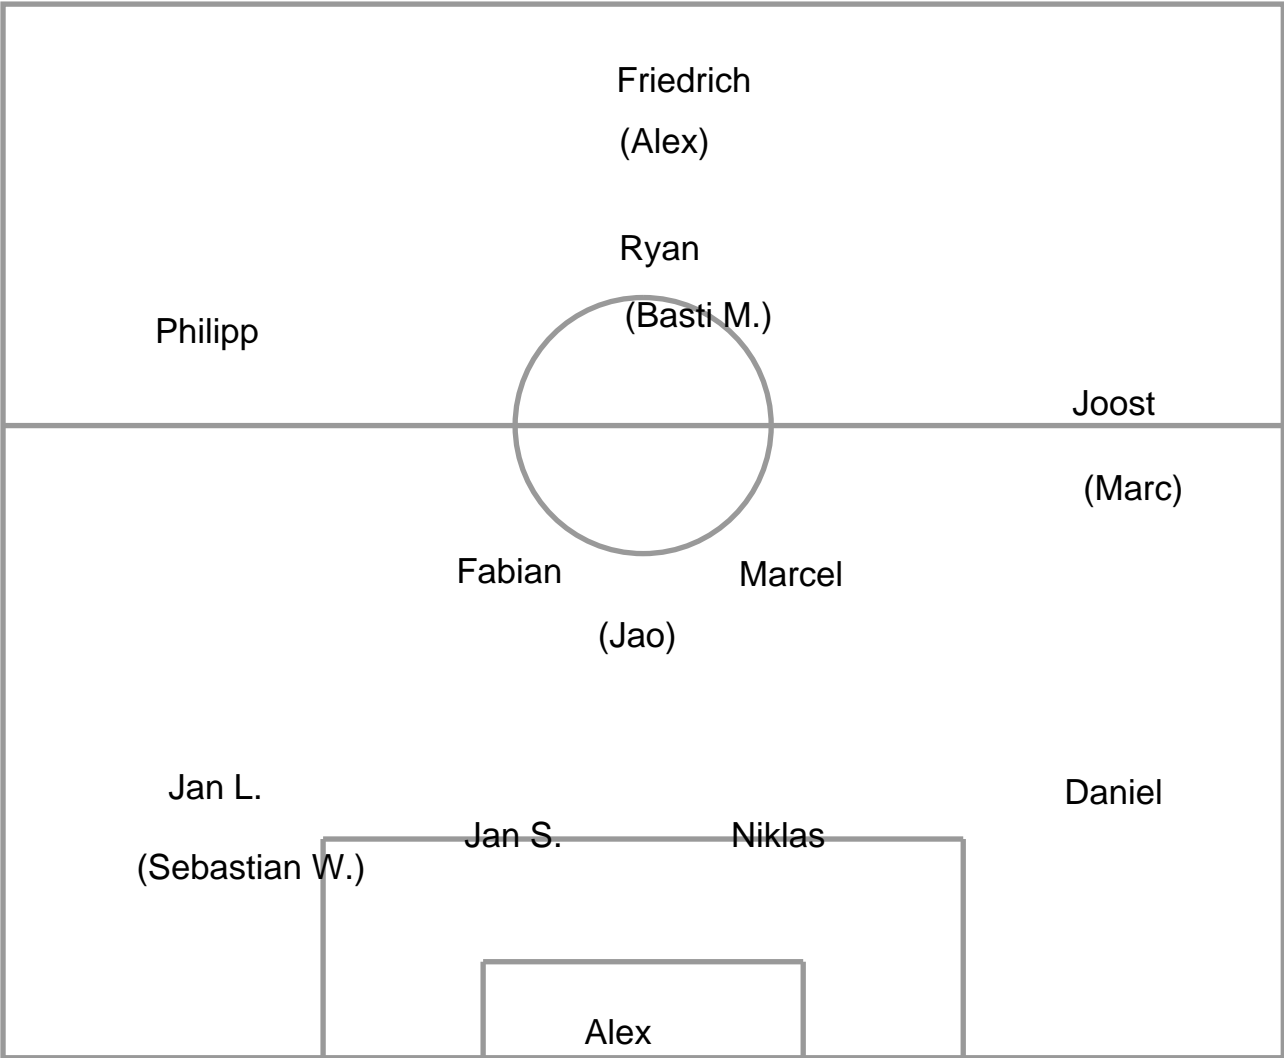 Friedrich
(Alex)
Ryan
(Basti M.)
Philipp
Joost
(Marc)
Fabian
Marcel
(Jao)
Jan L.
Daniel
Jan S.
Niklas
(Sebastian W.)
Alex